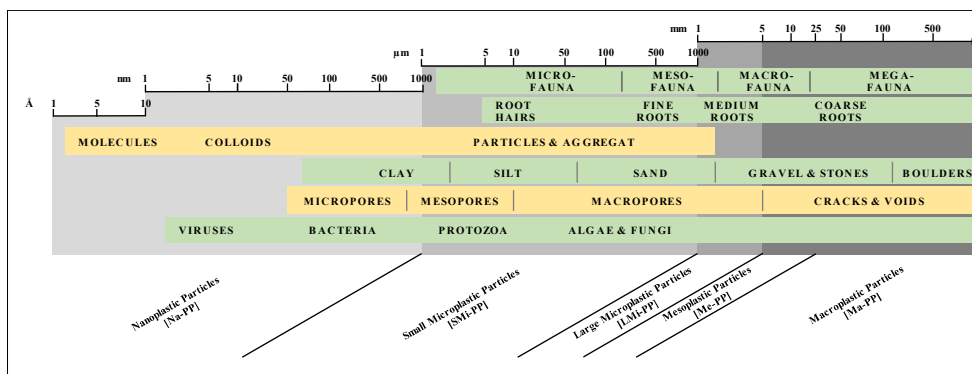 mm 1 5 10 25 50 100 500
µm 1 5 10 50 100 500 1000
nm 1 5 10 50 100 500 1000
Å 1 5 10
MICRO-
FAUNA
MESO-
FAUNA
MACRO-
FAUNA
MEGA-
FAUNA
ROOT
HAIRS
FINE
ROOTS
MEDIUM
ROOTS
COARSE
ROOTS
MOLECULES COLLOIDS PARTICLES & AGGREGAT
CLAY SILT SAND GRAVEL & STONES BOULDERS
MICROPORES MESOPORES MACROPORES CRACKS & VOIDS
VIRUSES BACTERIA PROTOZOA ALGAE & FUNGI
Nanoplastic Particles
[Na-PP]
Small Microplastic Particles
[SMi-PP]
Large Microplastic Particles
[LMi-PP]
Mesoplastic Particles
[Me-PP]
Macroplastic Particles
[Ma-PP]